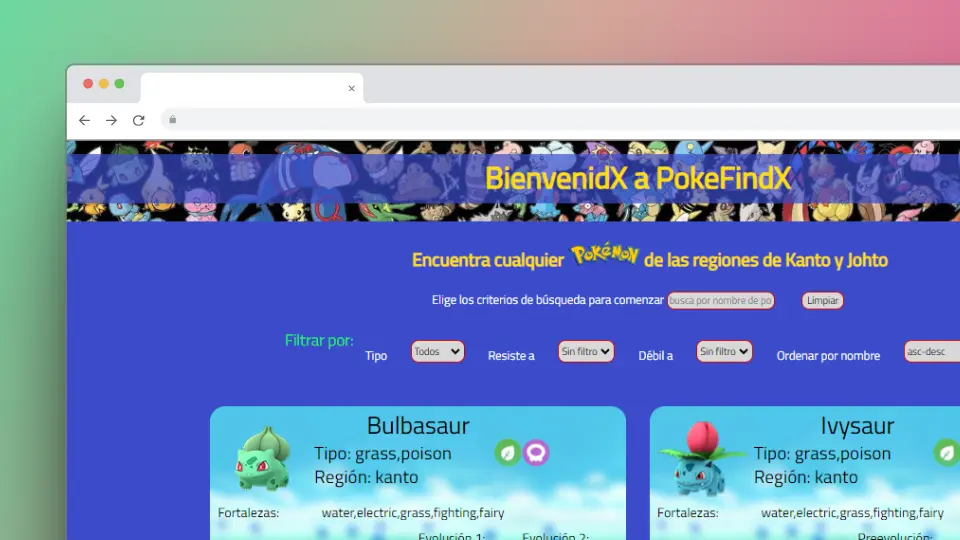 BienvenidX a PokeFindX
Encuentra cualquier Pokémon de las regiones de Kanto y Johto
Elige los criterios de búsqueda para comenzar busca por nombre de po Limpiar
Filtrar por: Tipo Todos Resiste a Sin filtro Débil a Sin filtro Ordenar por nombre asc-desc
Bulbasaur
Tipo: grass,poison
Región: kanto
Fortalezas: water,electric,grass,fighting,fairy
Evolución 1: Evolución 2:
Ivysaur
Tipo: grass,poison
Región: kanto
Fortalezas: water,electric,grass,fighting,fairy
Preevolución: